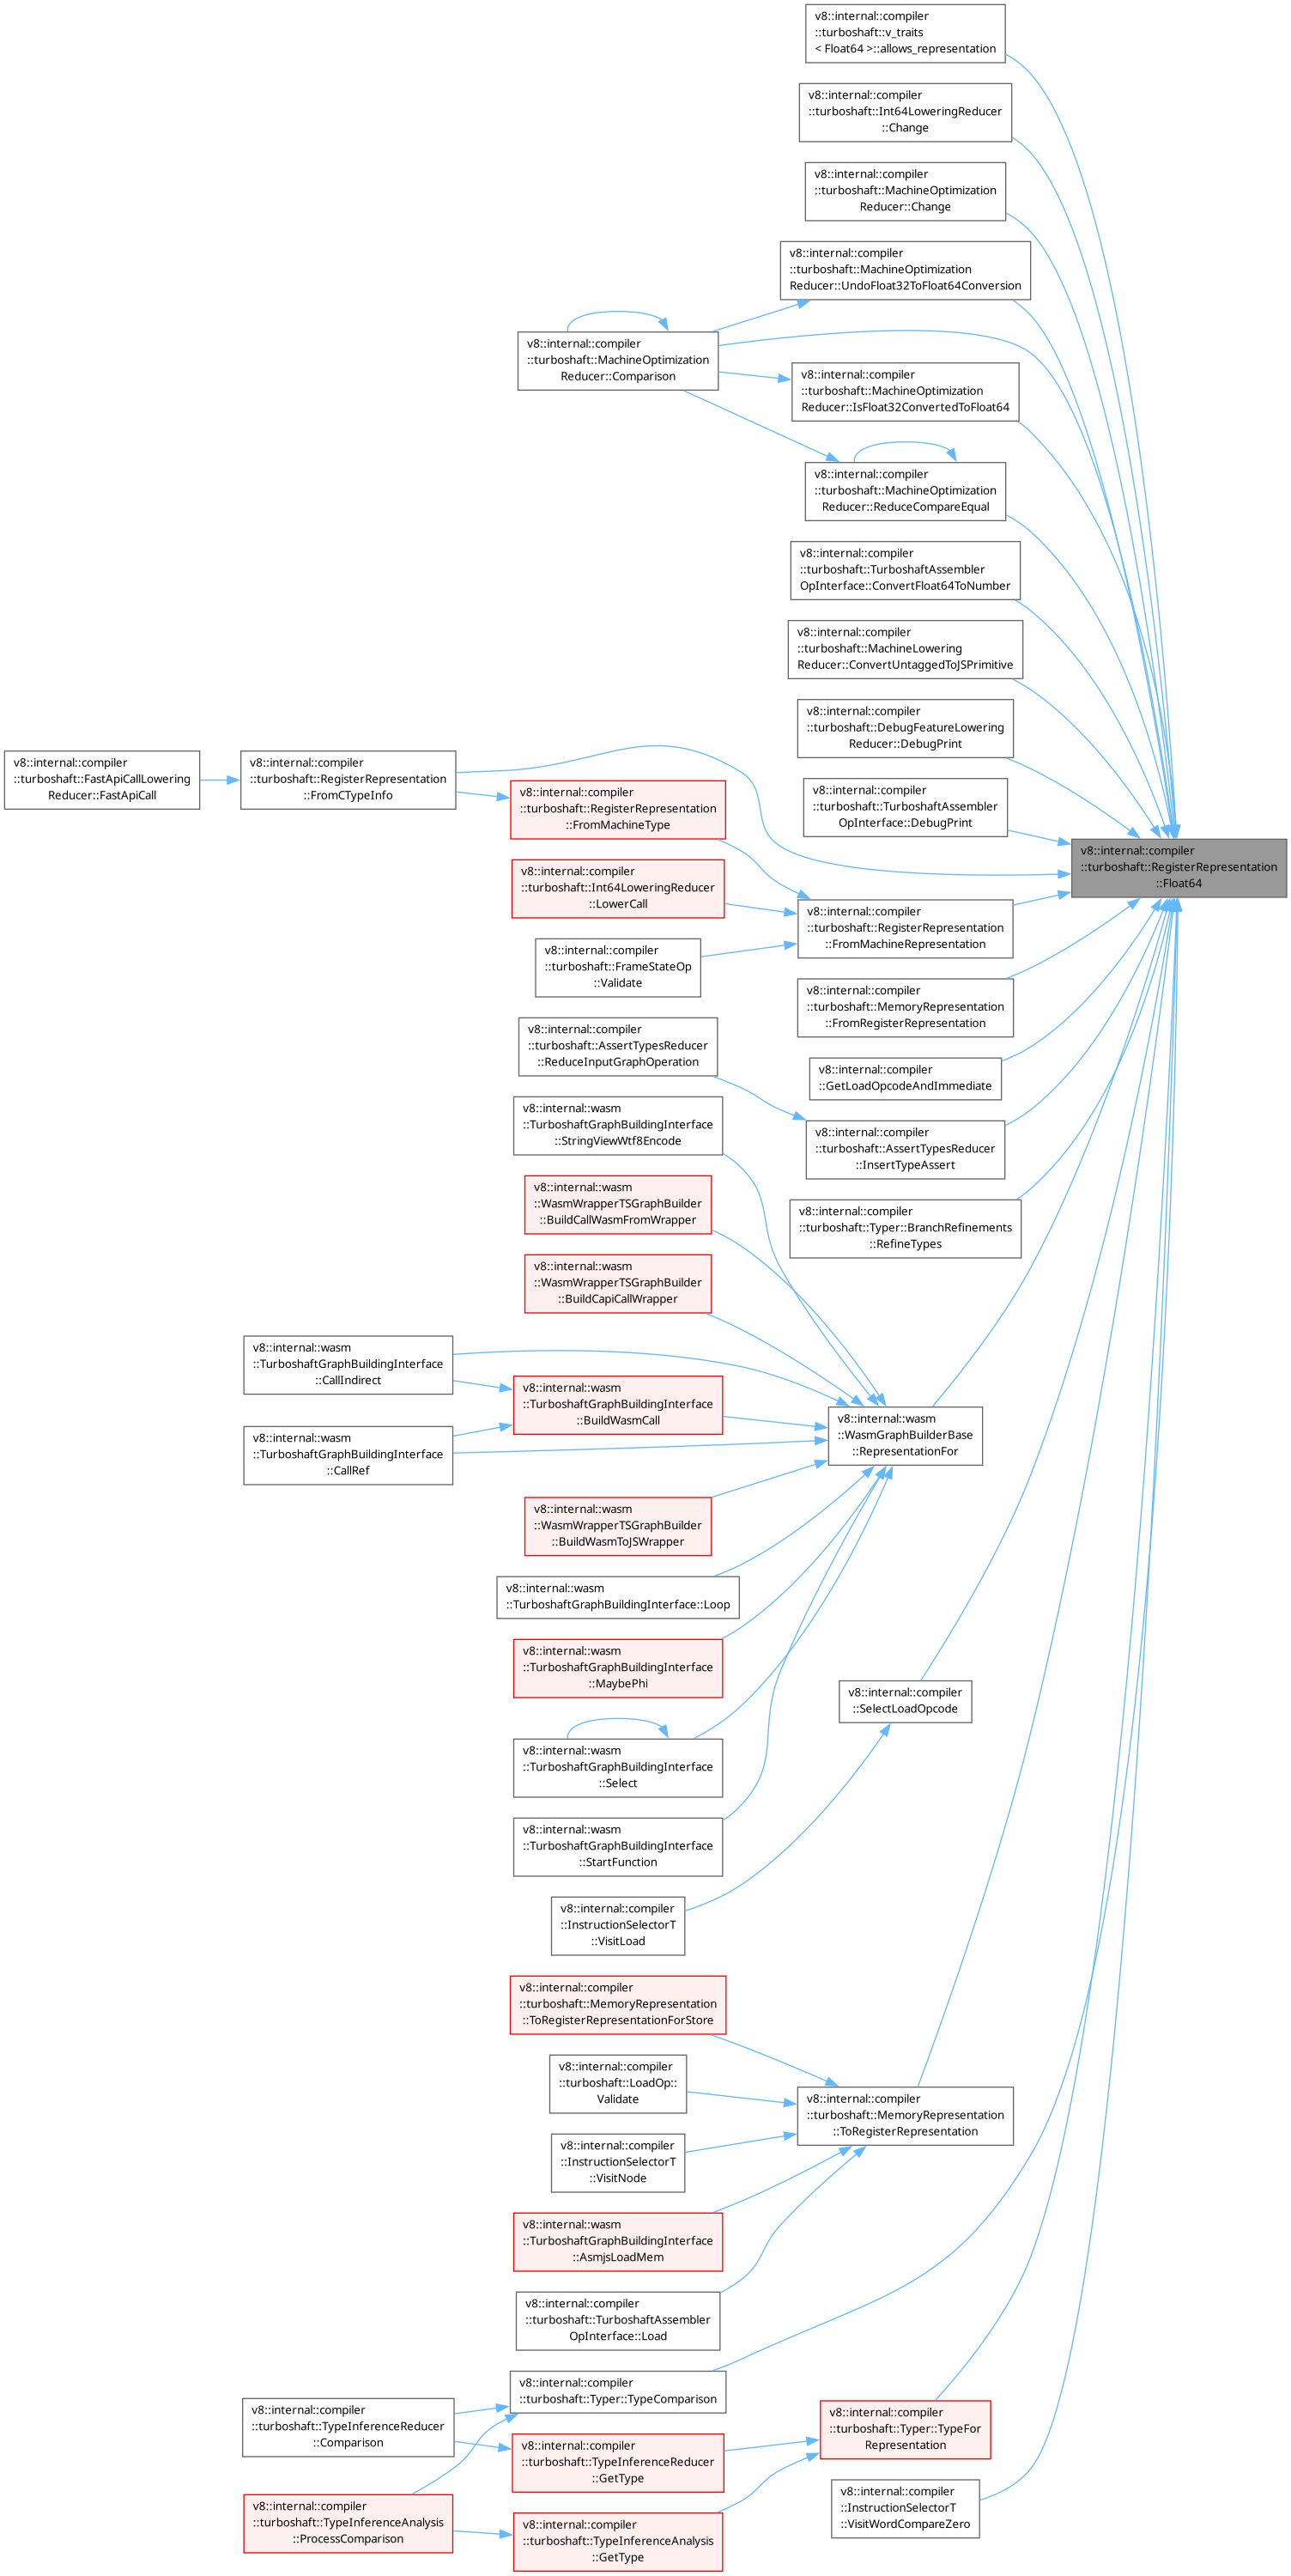 v8::internal::compiler
::turboshaft::v_traits
< Float64 >::allows_representation
v8::internal::compiler
::turboshaft::Int64LoweringReducer
::Change
v8::internal::compiler
::turboshaft::MachineOptimization
Reducer::Change
v8::internal::compiler
::turboshaft::MachineOptimization
Reducer::UndoFloat32ToFloat64Conversion
v8::internal::compiler
::turboshaft::MachineOptimization
Reducer::Comparison
v8::internal::compiler
::turboshaft::MachineOptimization
Reducer::IsFloat32ConvertedToFloat64
v8::internal::compiler
::turboshaft::MachineOptimization
Reducer::ReduceCompareEqual
v8::internal::compiler
::turboshaft::TurboshaftAssembler
OpInterface::ConvertFloat64ToNumber
v8::internal::compiler
::turboshaft::MachineLowering
Reducer::ConvertUntaggedToJSPrimitive
v8::internal::compiler
::turboshaft::DebugFeatureLowering
Reducer::DebugPrint
v8::internal::compiler
::turboshaft::FastApiCallLowering
Reducer::FastApiCall
v8::internal::compiler
::turboshaft::RegisterRepresentation
::FromCTypeInfo
v8::internal::compiler
::turboshaft::RegisterRepresentation
::FromMachineType
v8::internal::compiler
::turboshaft::TurboshaftAssembler
OpInterface::DebugPrint
v8::internal::compiler
::turboshaft::RegisterRepresentation
::Float64
v8::internal::compiler
::turboshaft::Int64LoweringReducer
::LowerCall
v8::internal::compiler
::turboshaft::RegisterRepresentation
::FromMachineRepresentation
v8::internal::compiler
::turboshaft::FrameStateOp
::Validate
v8::internal::compiler
::turboshaft::MemoryRepresentation
::FromRegisterRepresentation
v8::internal::compiler
::turboshaft::AssertTypesReducer
::ReduceInputGraphOperation
v8::internal::compiler
::GetLoadOpcodeAndImmediate
v8::internal::wasm
::TurboshaftGraphBuildingInterface
::StringViewWtf8Encode
v8::internal::compiler
::turboshaft::AssertTypesReducer
::InsertTypeAssert
v8::internal::wasm
::WasmWrapperTSGraphBuilder
::BuildCallWasmFromWrapper
v8::internal::compiler
::turboshaft::Typer::BranchRefinements
::RefineTypes
v8::internal::wasm
::WasmWrapperTSGraphBuilder
::BuildCapiCallWrapper
v8::internal::wasm
::TurboshaftGraphBuildingInterface
::CallIndirect
v8::internal::wasm
::TurboshaftGraphBuildingInterface
::BuildWasmCall
v8::internal::wasm
::WasmGraphBuilderBase
::RepresentationFor
v8::internal::wasm
::TurboshaftGraphBuildingInterface
::CallRef
v8::internal::wasm
::WasmWrapperTSGraphBuilder
::BuildWasmToJSWrapper
v8::internal::wasm
::TurboshaftGraphBuildingInterface::Loop
v8::internal::wasm
::TurboshaftGraphBuildingInterface
::MaybePhi
v8::internal::compiler
::SelectLoadOpcode
v8::internal::wasm
::TurboshaftGraphBuildingInterface
::Select
v8::internal::wasm
::TurboshaftGraphBuildingInterface
::StartFunction
v8::internal::compiler
::InstructionSelectorT
::VisitLoad
v8::internal::compiler
::turboshaft::MemoryRepresentation
::ToRegisterRepresentationForStore
v8::internal::compiler
::turboshaft::LoadOp::
Validate
v8::internal::compiler
::turboshaft::MemoryRepresentation
::ToRegisterRepresentation
v8::internal::compiler
::InstructionSelectorT
::VisitNode
v8::internal::wasm
::TurboshaftGraphBuildingInterface
::AsmjsLoadMem
v8::internal::compiler
::turboshaft::TurboshaftAssembler
OpInterface::Load
v8::internal::compiler
::turboshaft::Typer::TypeComparison
v8::internal::compiler
::turboshaft::TypeInferenceReducer
::Comparison
v8::internal::compiler
::turboshaft::Typer::TypeFor
Representation
v8::internal::compiler
::turboshaft::TypeInferenceReducer
::GetType
v8::internal::compiler
::InstructionSelectorT
::VisitWordCompareZero
v8::internal::compiler
::turboshaft::TypeInferenceAnalysis
::ProcessComparison
v8::internal::compiler
::turboshaft::TypeInferenceAnalysis
::GetType